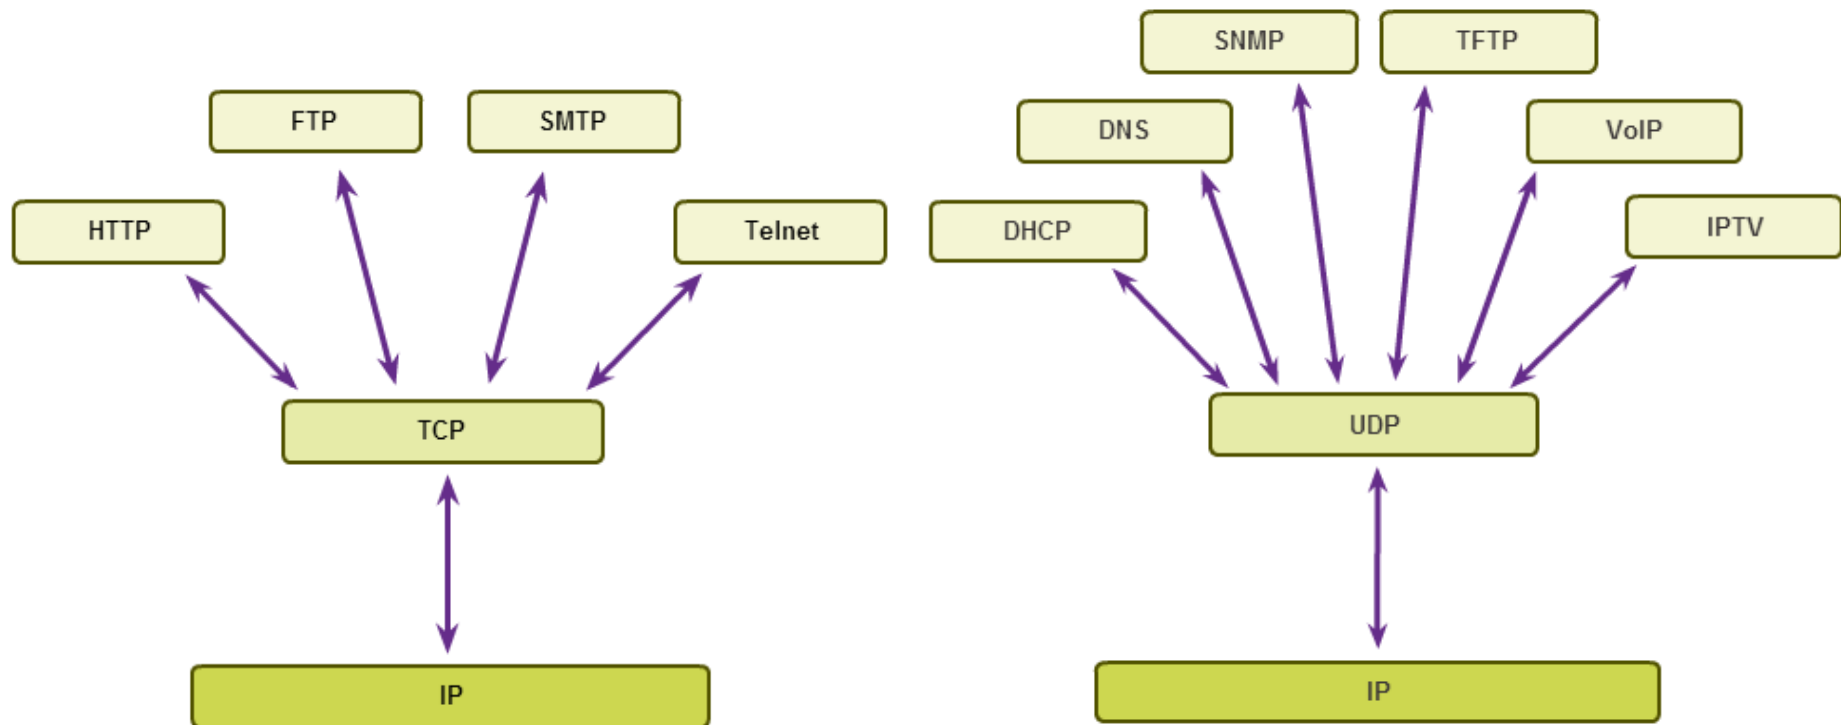 SNMP
TFTP
FTP
SMTP
DNS
VoIP
HTTP
Telnet
DHCP
IPTV
TCP
UDP
IP
IP